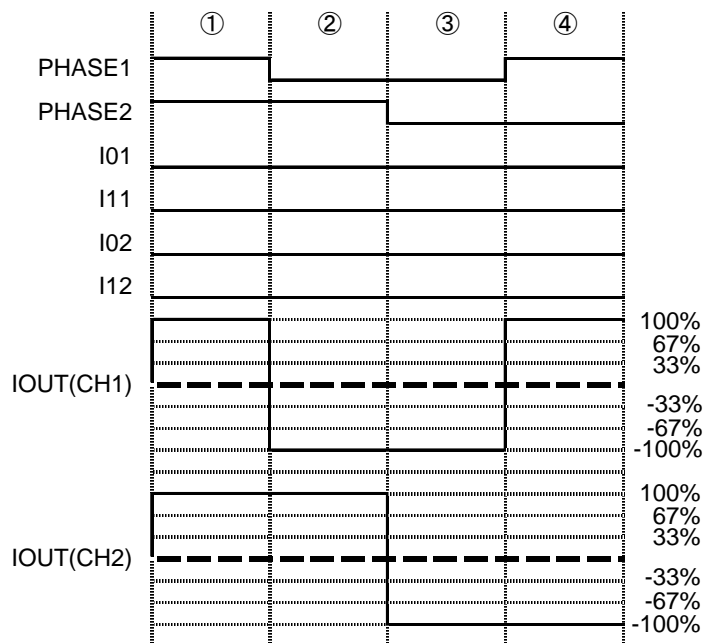 ① ② ③ ④
PHASE1
PHASE2
I01
I11
I02
I12
100%
67%
33%
IOUT(CH1)
-33%
-67%
-100%
100%
67%
33%
IOUT(CH2)
-33%
-67%
-100%